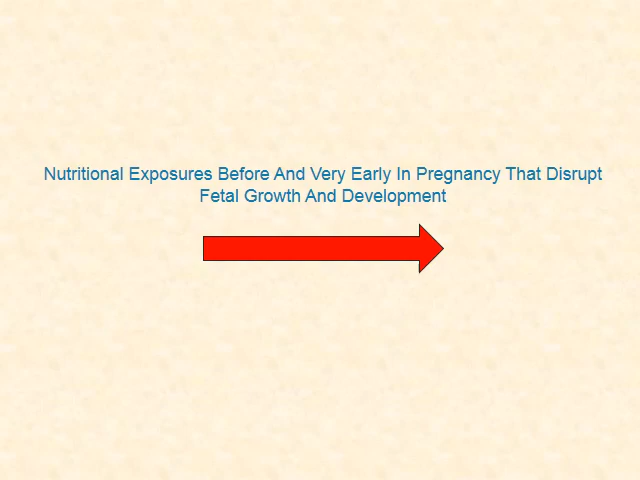 Nutritional Exposures Before And Very Early In Pregnancy That Disrupt
Fetal Growth And Development